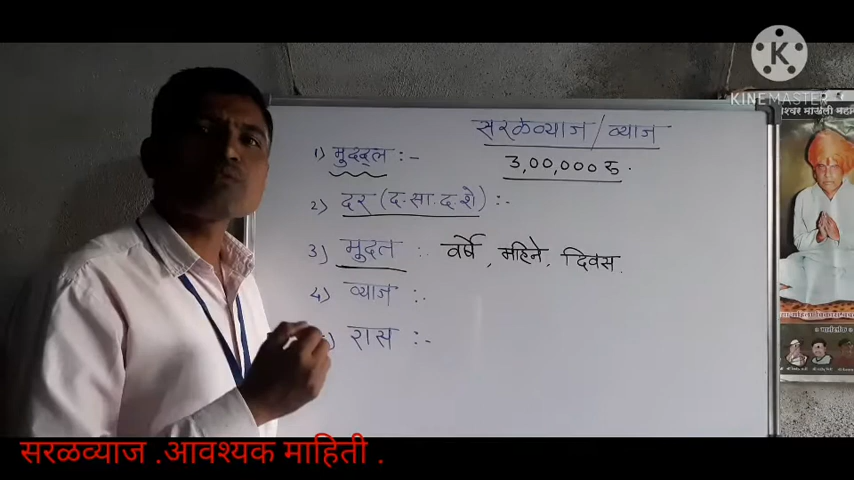 KINEMASTER
सरळव्याज/व्याज
3,00,000 रु.
1) मुद्दल :-
2) दर (द.सा.द.शे) :-
3) मुदत : वर्षे, महिने, दिवस.
4) व्याज :.
) रास :-
सरळव्याज .आवश्यक माहिती .